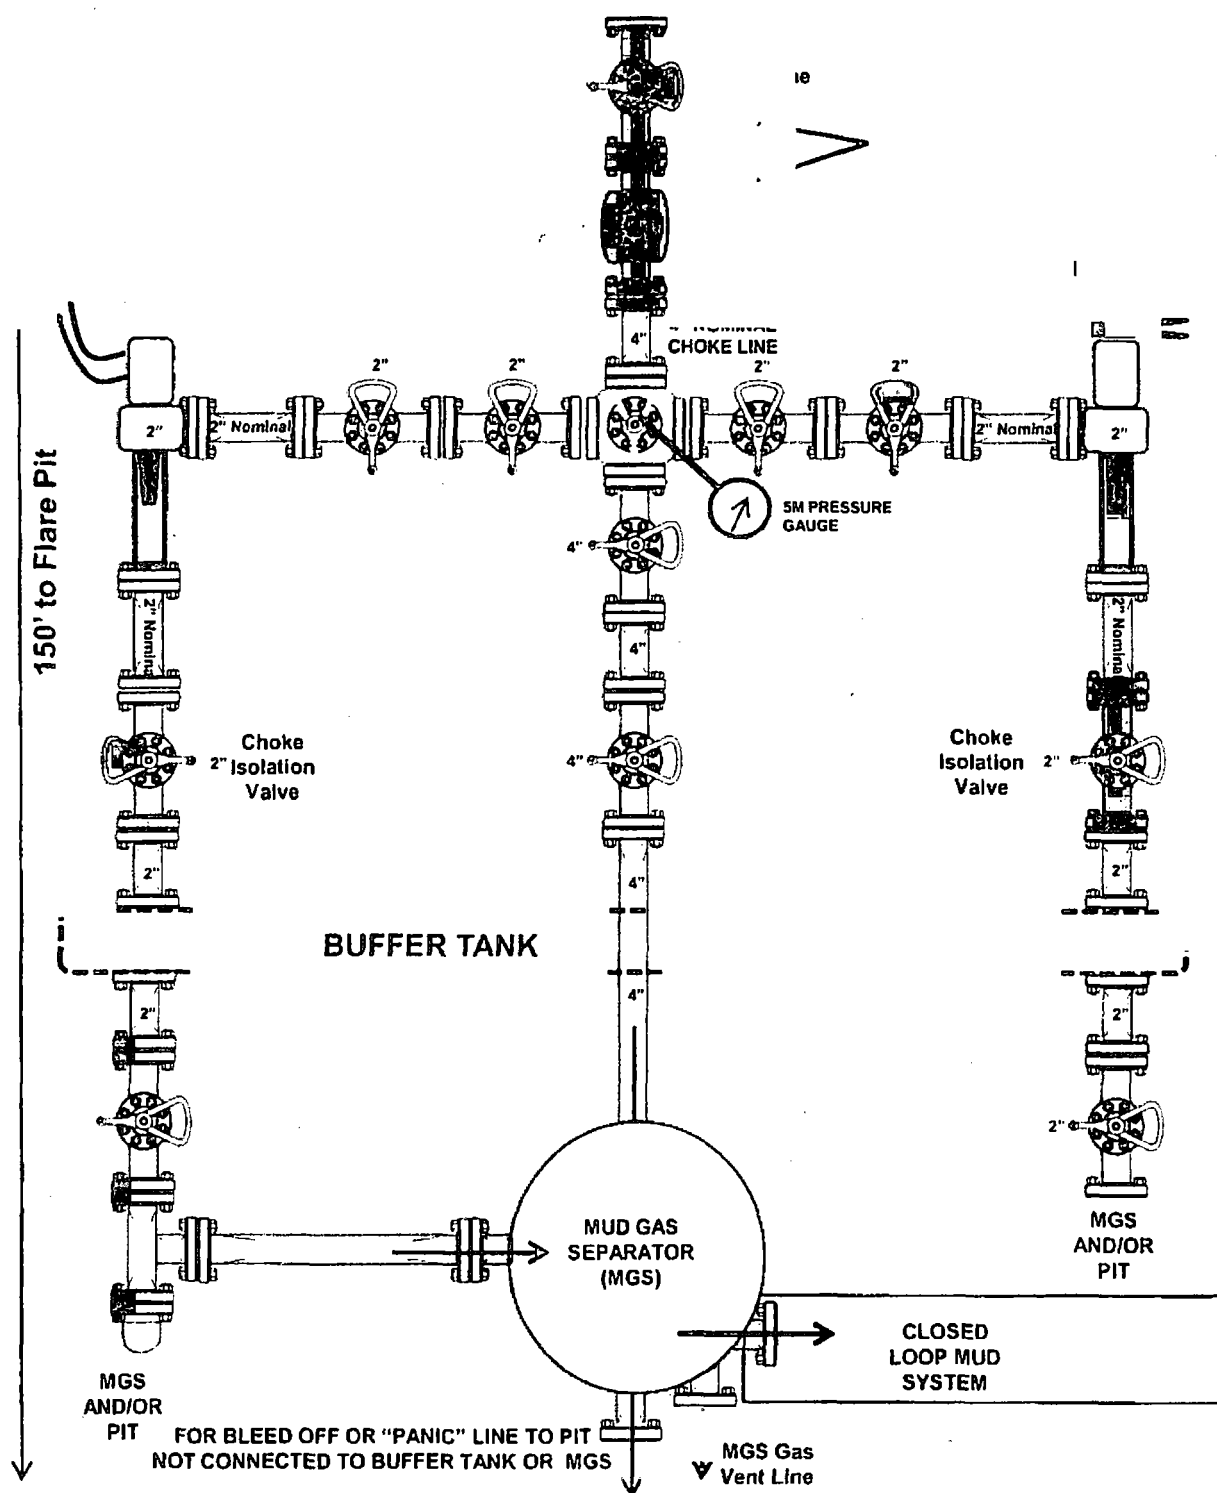 4"
CHOKE LINE
2"
2"
2"
2"
2"
2" Nominal
2" Nominal
2"
5M PRESSURE
GAUGE
4"
150' to Flare Pit
2" Nominal
4"
2" Nominal
Choke
Isolation
Valve
2"
4"
Choke
Isolation
Valve
2"
2"
4"
2"
BUFFER TANK
2"
4"
2"
2"
MUD GAS
SEPARATOR
(MGS)
MGS
AND/OR
PIT
CLOSED
LOOP MUD
SYSTEM
MGS
AND/OR
PIT
FOR BLEED OFF OR "PANIC" LINE TO PIT
NOT CONNECTED TO BUFFER TANK OR MGS
MGS Gas
Vent Line